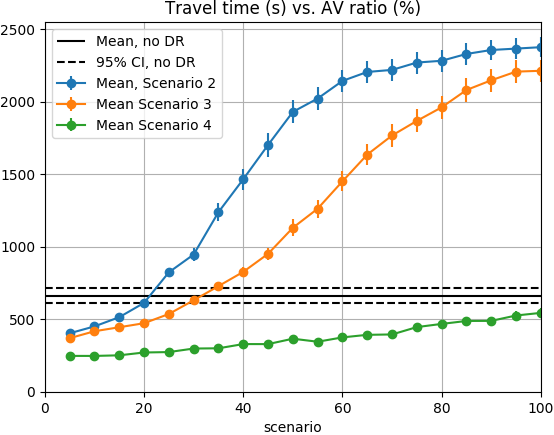 Travel time (s) vs. AV ratio (%)
2500
2000
1500
1000
500
0
Mean, no DR
95% CI, no DR
Mean, Scenario 2
Mean Scenario 3
Mean Scenario 4
0 20 40 60 80 100
scenario